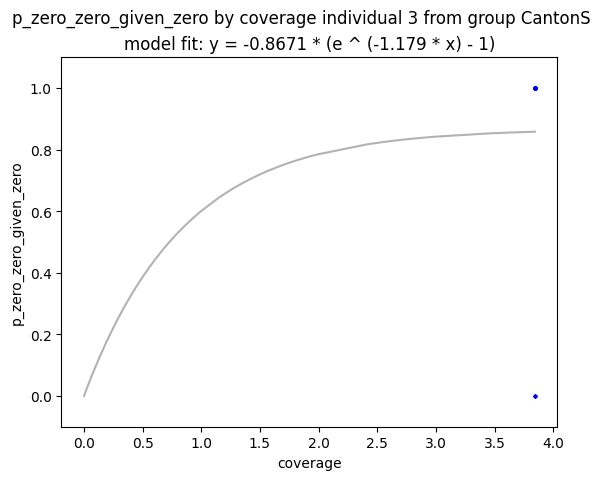 p_zero_zero_given_zero by coverage individual 3 from group CantonS
model fit: y = -0.8671 * (e ^ (-1.179 * x) - 1)
1.0
0.8
0.6
0.4
0.2
0.0
p_zero_zero_given_zero
0.0 0.5 1.0 1.5 2.0 2.5 3.0 3.5 4.0
coverage